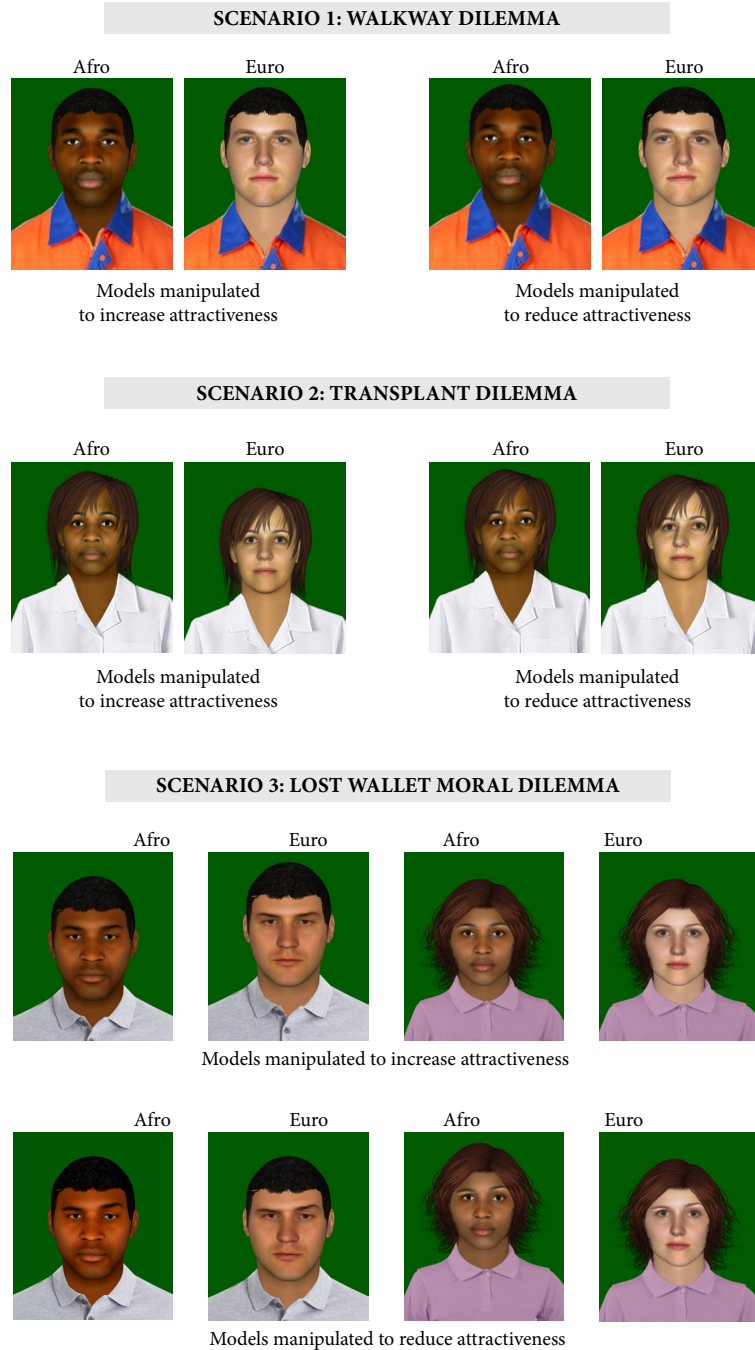 SCENARIO 1: WALKWAY DILEMMA
Afro Euro Afro Euro
Models manipulated
to increase attractiveness
Models manipulated
to reduce attractiveness
SCENARIO 2: TRANSPLANT DILEMMA
Afro Euro Afro Euro
Models manipulated
to increase attractiveness
Models manipulated
to reduce attractiveness
SCENARIO 3: LOST WALLET MORAL DILEMMA
Afro Euro Afro Euro
Models manipulated to increase attractiveness
Afro Euro Afro Euro
Models manipulated to reduce attractiveness